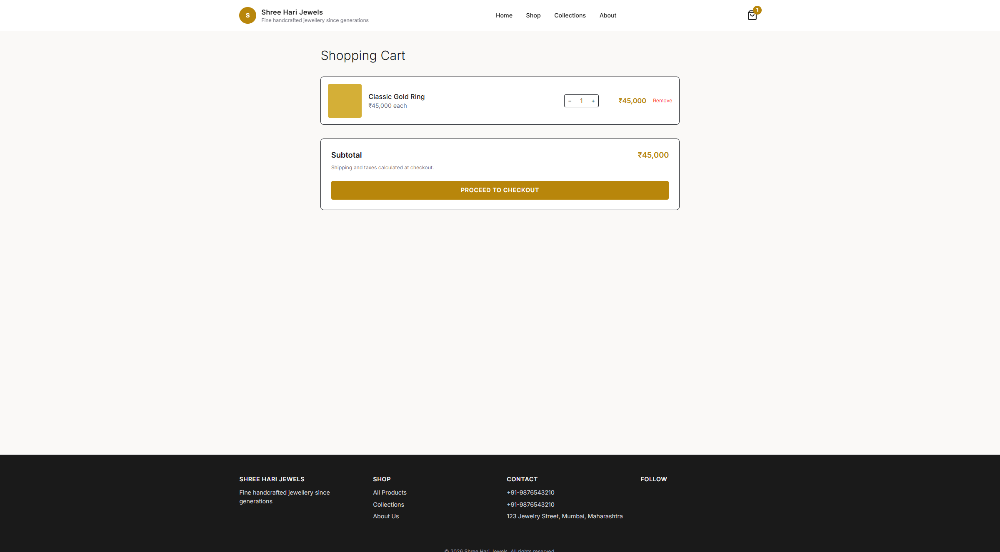 S
Shree Hari Jewels
Fine handcrafted jewellery since generations
Home
Shop
Collections
About
1
Shopping Cart
Classic Gold Ring
₹45,000 each
− 1 +
₹45,000
Remove
Subtotal
₹45,000
Shipping and taxes calculated at checkout.
PROCEED TO CHECKOUT
SHREE HARI JEWELS
Fine handcrafted jewellery since
generations
SHOP
All Products
Collections
About Us
CONTACT
+91-9876543210
+91-9876543210
123 Jewelry Street, Mumbai, Maharashtra
FOLLOW
© 2026 Shree Hari Jewels. All rights reserved.